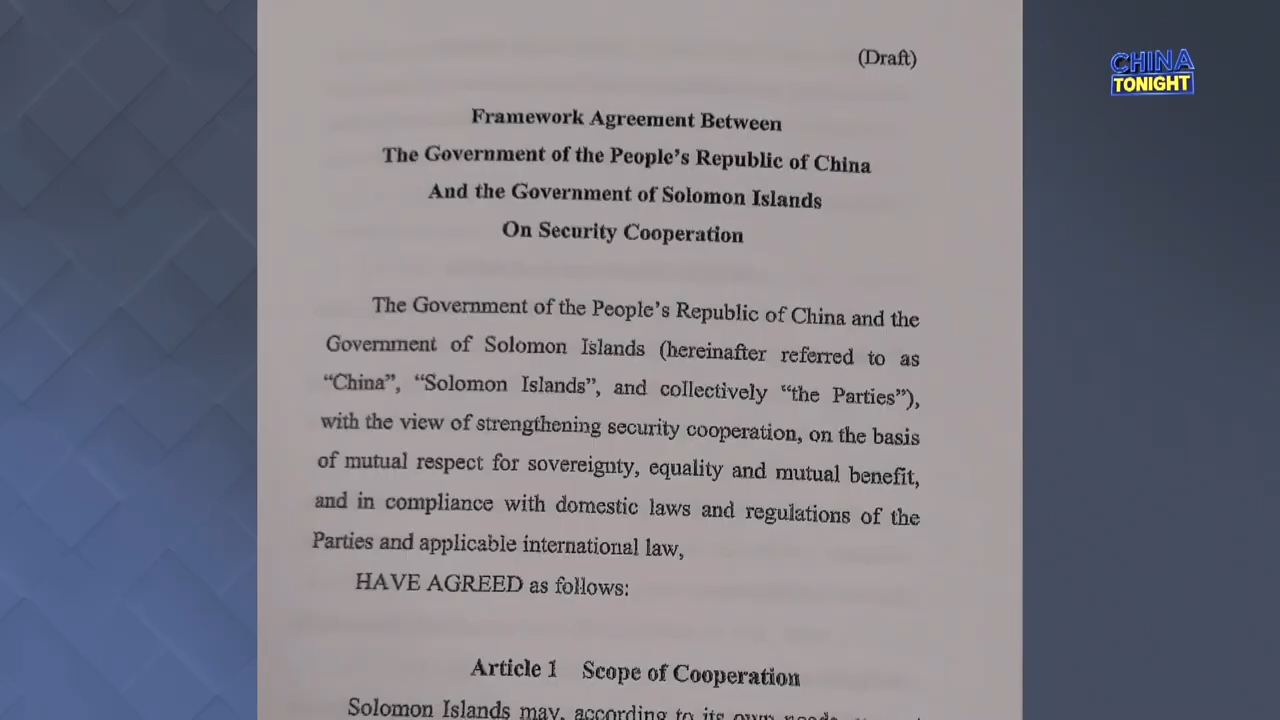 CHINA
TONIGHT
(Draft)
Framework Agreement Between
The Government of the People's Republic of China
And the Government of Solomon Islands
On Security Cooperation
The Government of the People's Republic of China and the
Government of Solomon Islands (hereinafter referred to as
“China”, “Solomon Islands”, and collectively “the Parties”),
with the view of strengthening security cooperation, on the basis
of mutual respect for sovereignty, equality and mutual benefit,
and in compliance with domestic laws and regulations of the
Parties and applicable international law,
HAVE AGREED as follows:
Article 1 Scope of Cooperation
Solomon Islands may, according to its own needs,